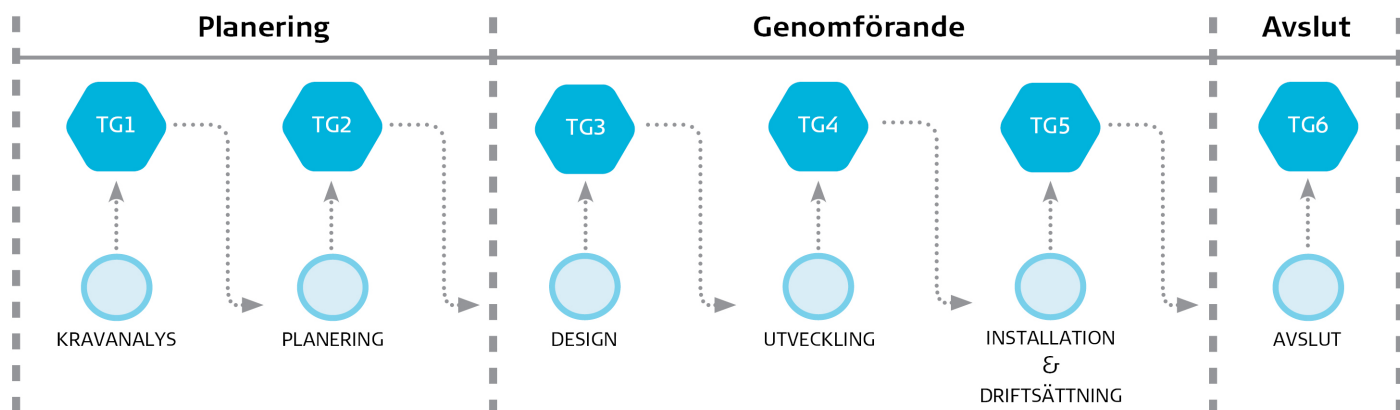 Planering
Genomförande
Avslut
TG1
TG2
TG3
TG4
TG5
TG6
KRAVANALYS
PLANERING
DESIGN
UTVECKLING
INSTALLATION
&
DRIFTSÄTTNING
AVSLUT